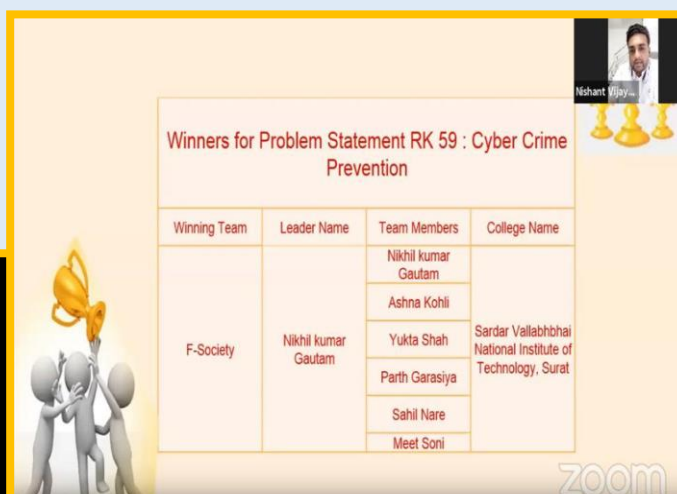 Nishant Vijay...
Winners for Problem Statement RK 59 : Cyber Crime
Prevention
Winning Team
Leader Name
Team Members
College Name
F-Society
Nikhil kumar
Gautam
Nikhil kumar
Gautam
Ashna Kohli
Yukta Shah
Parth Garasiya
Sahil Nare
Meet Soni
Sardar Vallabhbhai
National Institute of
Technology, Surat
zoom